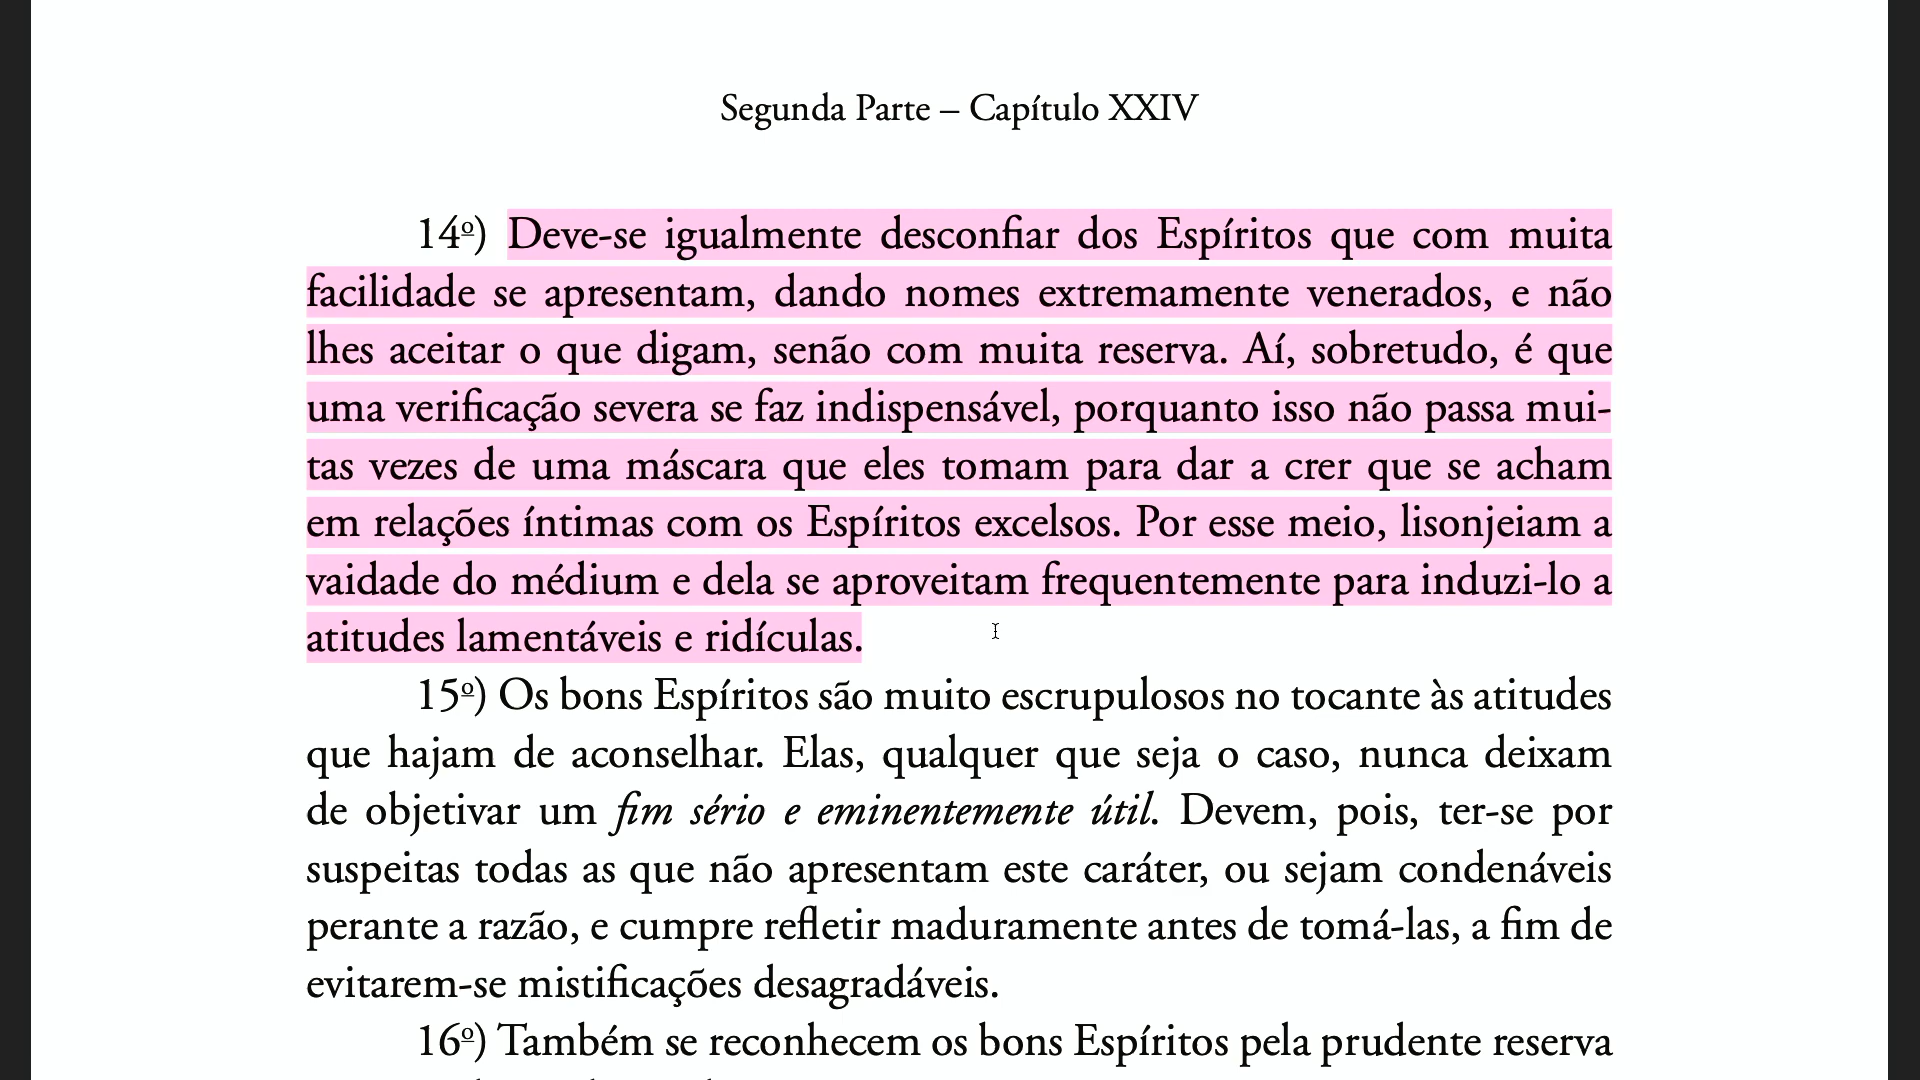 Segunda Parte – Capítulo XXIV
14º) Deve-se igualmente desconfiar dos Espíritos que com muita
facilidade se apresentam, dando nomes extremamente venerados, e não
lhes aceitar o que digam, senão com muita reserva. Aí, sobretudo, é que
uma verificação severa se faz indispensável, porquanto isso não passa mui-
tas vezes de uma máscara que eles tomam para dar a crer que se acham
em relações íntimas com os Espíritos excelsos. Por esse meio, lisonjeiam a
vaidade do médium e dela se aproveitam frequentemente para induzi-lo a
atitudes lamentáveis e ridículas.
15º) Os bons Espíritos são muito escrupulosos no tocante às atitudes
que hajam de aconselhar. Elas, qualquer que seja o caso, nunca deixam
de objetivar um fim sério e eminentemente útil. Devem, pois, ter-se por
suspeitas todas as que não apresentam este caráter, ou sejam condenáveis
perante a razão, e cumpre refletir maduramente antes de tomá-las, a fim de
evitarem-se mistificações desagradáveis.
16º) Também se reconhecem os bons Espíritos pela prudente reserva